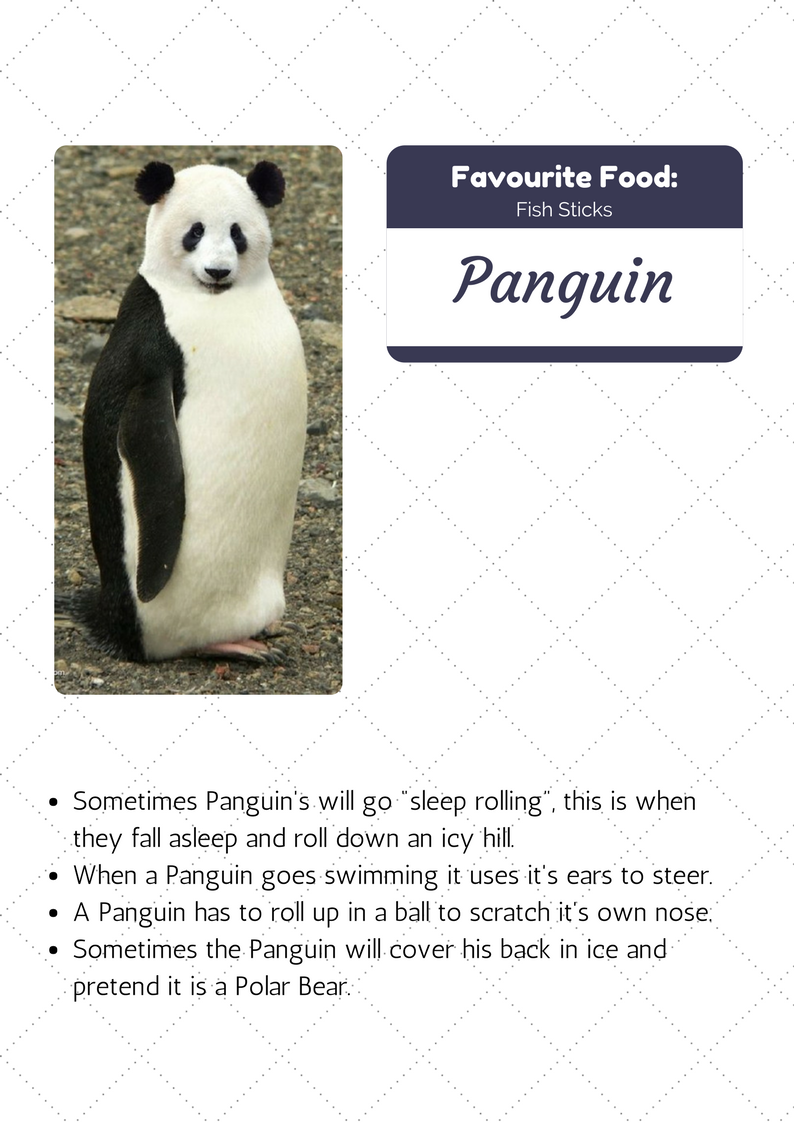 Favourite Food:
Fish Sticks
Panguin
• Sometimes Panguin's will go "sleep rolling", this is when
they fall asleep and roll down an icy hill.
• When a Panguin goes swimming it uses it's ears to steer.
• A Panguin has to roll up in a ball to scratch it's own nose.
• Sometimes the Panguin will cover his back in ice and
pretend it is a Polar Bear.